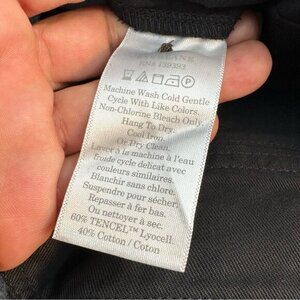 RN# 139393
Machine Wash Cold Gentle
Cycle With Like Colors.
Non-Chlorine Bleach Only.
Hang To Dry.
Cool Iron.
Or Dry Clean.
Laver à la machine à l'eau
froide cycle délicat avec
couleurs similaires.
Blanchir sans chlore.
Suspendre pour sécher.
Repasser à fer bas.
Ou nettoyer à sec.
60% TENCEL™ Lyocell
40% Cotton / Coton